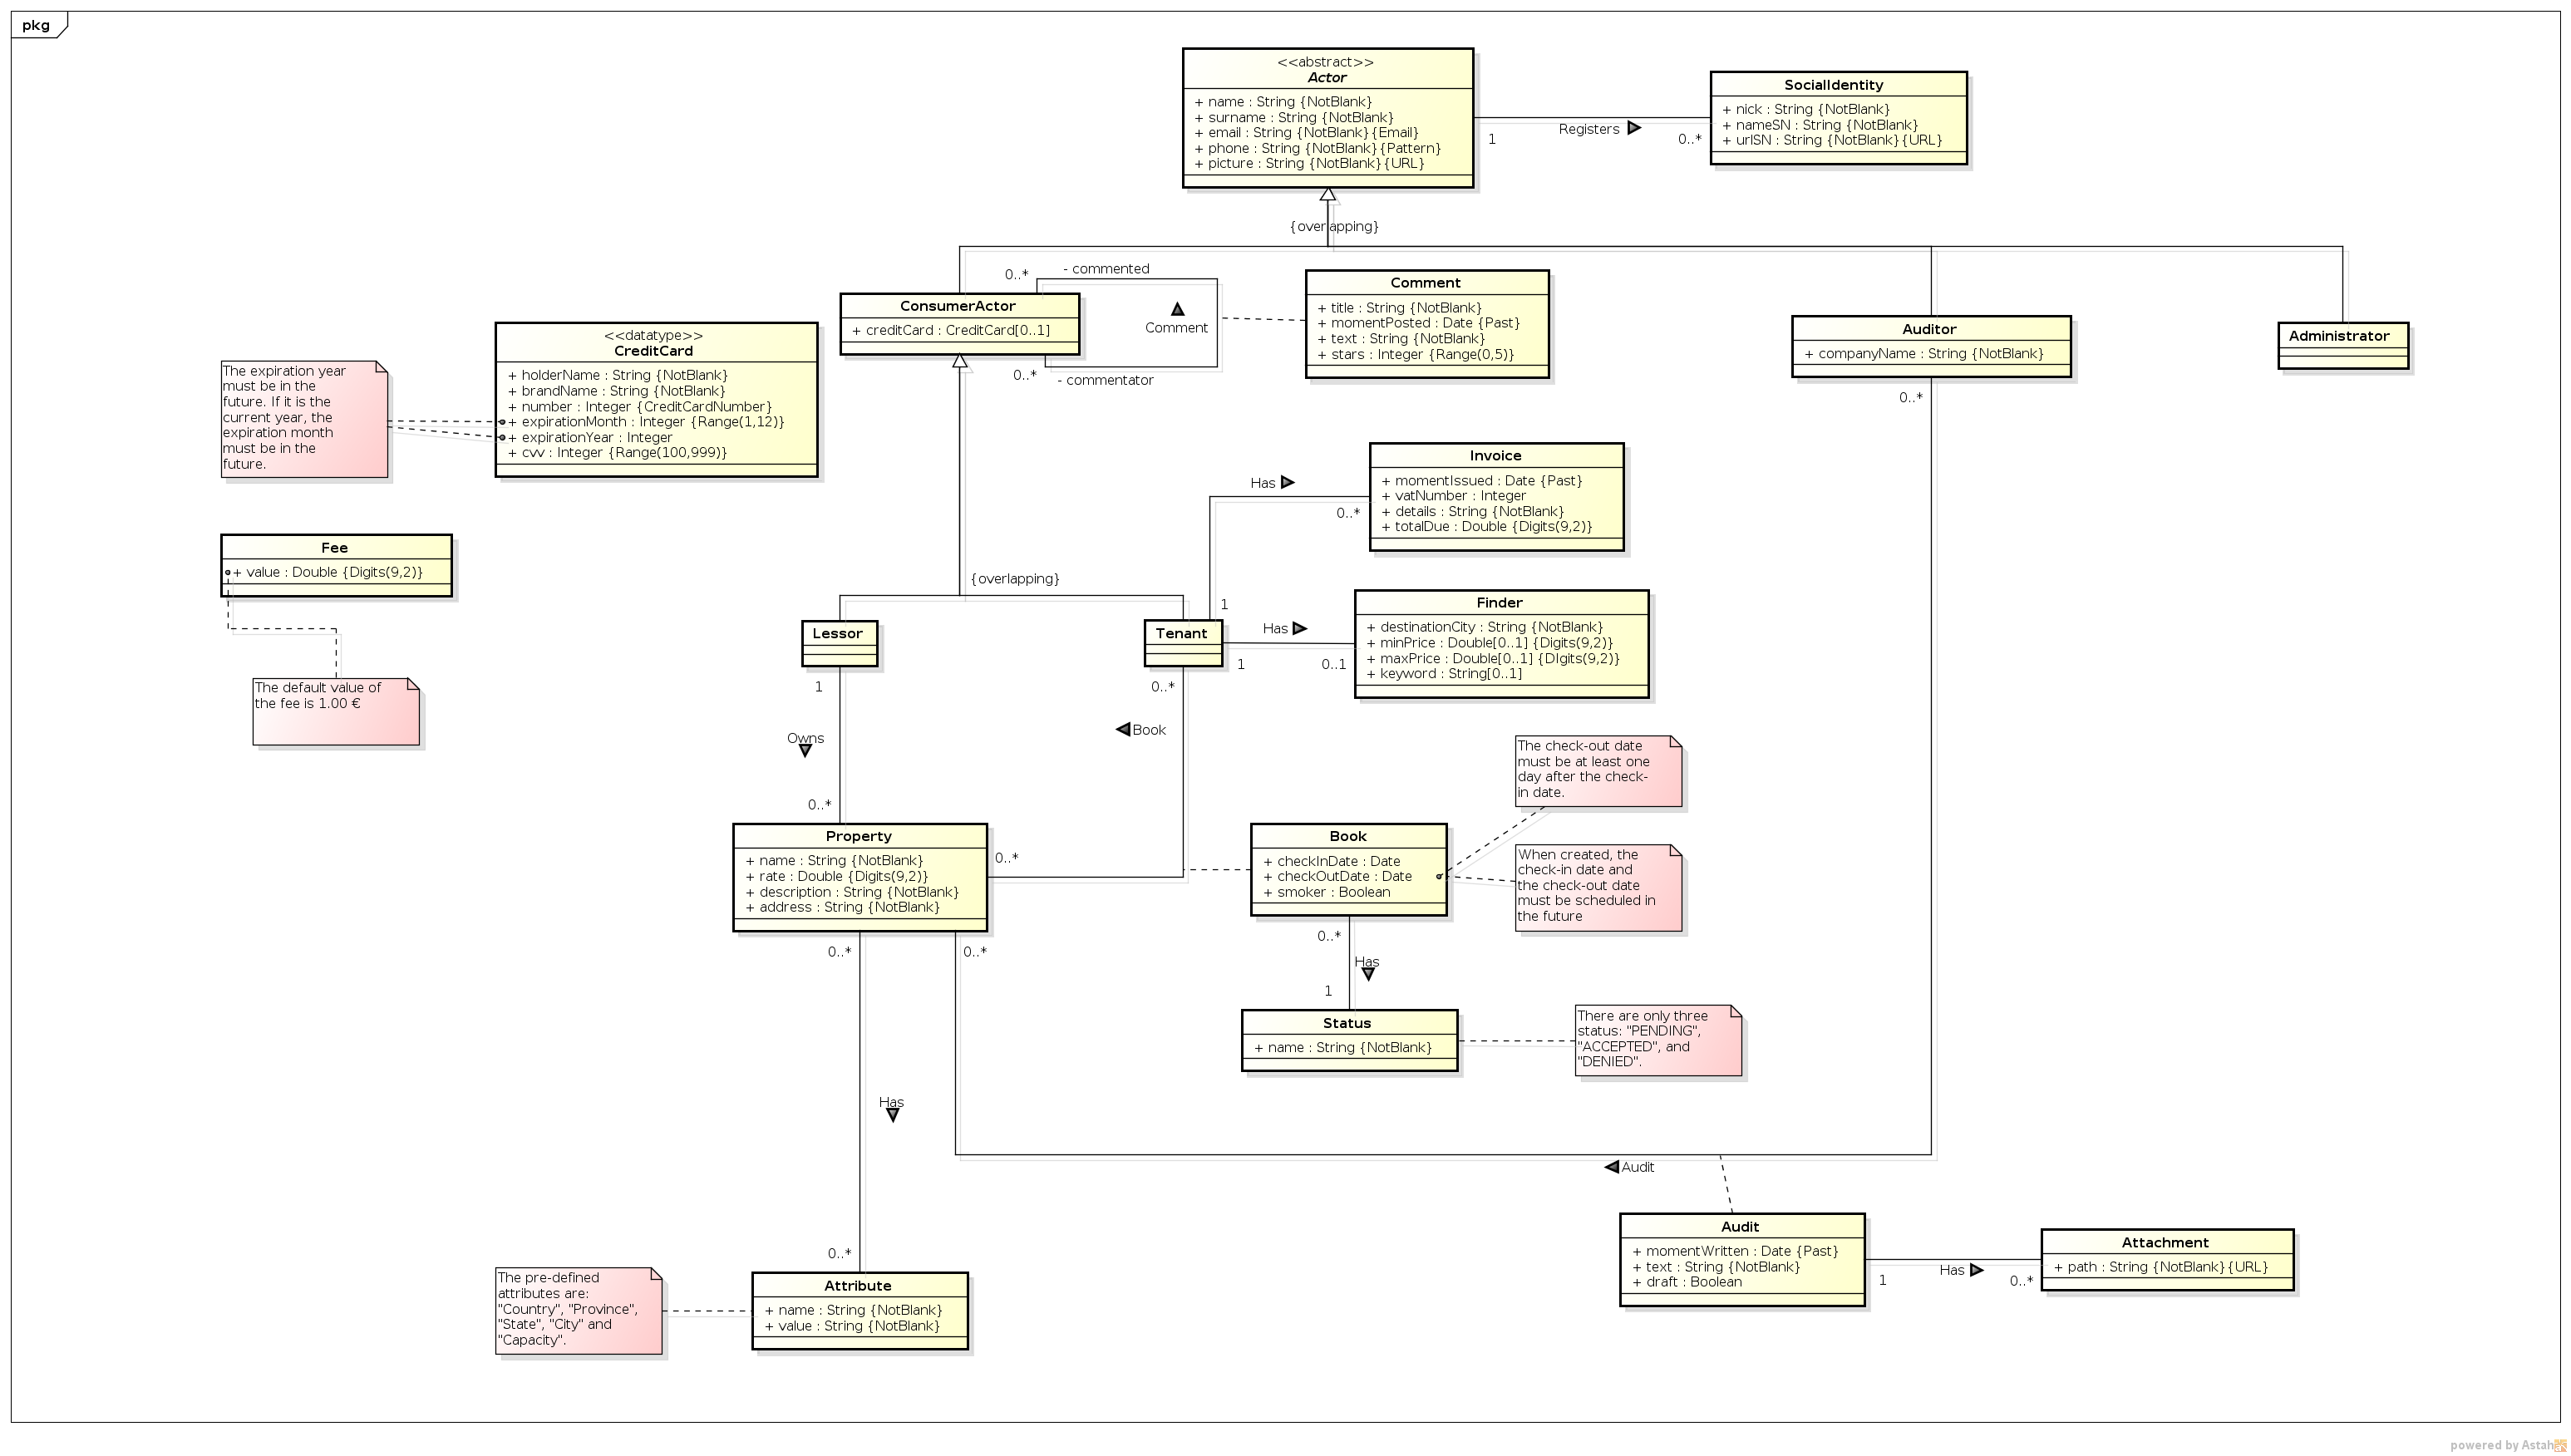 pkg
<<abstract>>
Actor
+ name : String {NotBlank}
+ surname : String {NotBlank}
+ email : String {NotBlank}{Email}
+ phone : String {NotBlank}{Pattern}
+ picture : String {NotBlank}{URL}
1
Registers
0..*
SocialIdentity
+ nick : String {NotBlank}
+ nameSN : String {NotBlank}
+ urlSN : String {NotBlank}{URL}
{overlapping}
0..*
- commented
ConsumerActor
+ creditCard : CreditCard[0..1]
Comment
0..*
- commentator
Comment
+ title : String {NotBlank}
+ momentPosted : Date {Past}
+ text : String {NotBlank}
+ stars : Integer {Range(0,5)}
Auditor
+ companyName : String {NotBlank}
0..*
Administrator
The expiration year
must be in the
future. If it is the
current year, the
expiration month
must be in the
future.
<<datatype>>
CreditCard
+ holderName : String {NotBlank}
+ brandName : String {NotBlank}
+ number : Integer {CreditCardNumber}
+ expirationMonth : Integer {Range(1,12)}
+ expirationYear : Integer
+ cvv : Integer {Range(100,999)}
Has
0..*
1
Invoice
+ momentIssued : Date {Past}
+ vatNumber : Integer
+ details : String {NotBlank}
+ totalDue : Double {Digits(9,2)}
Fee
+ value : Double {Digits(9,2)}
The default value of
the fee is 1.00 €
{overlapping}
Lessor
1
Tenant
0..*
Has
1
0..1
Finder
+ destinationCity : String {NotBlank}
+ minPrice : Double[0..1] {Digits(9,2)}
+ maxPrice : Double[0..1] {DIgits(9,2)}
+ keyword : String[0..1]
Owns
0..*
Book
The check-out date
must be at least one
day after the check-
in date.
Property
+ name : String {NotBlank}
+ rate : Double {Digits(9,2)}
+ description : String {NotBlank}
+ address : String {NotBlank}
0..*
Book
+ checkInDate : Date
+ checkOutDate : Date
+ smoker : Boolean
When created, the
check-in date and
the check-out date
must be scheduled in
the future
0..*
0..*
0..*
Has
1
Status
+ name : String {NotBlank}
There are only three
status: "PENDING",
"ACCEPTED", and
"DENIED".
Has
Audit
0..*
Audit
+ momentWritten : Date {Past}
+ text : String {NotBlank}
+ draft : Boolean
1
Has
0..*
Attachment
+ path : String {NotBlank}{URL}
The pre-defined
attributes are:
"Country", "Province",
"State", "City" and
"Capacity".
Attribute
+ name : String {NotBlank}
+ value : String {NotBlank}
powered by Astah